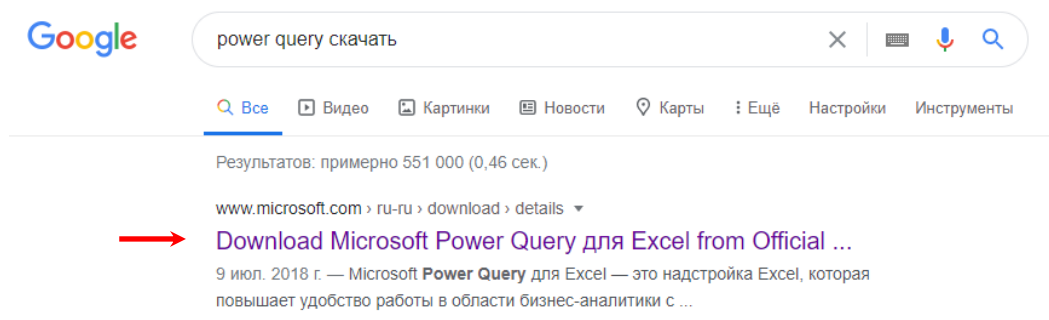 Google
power query скачать
Все Видео Картинки Новости Карты Ещё Настройки Инструменты
Результатов: примерно 551 000 (0,46 сек.)
www.microsoft.com › ru-ru › download › details
Download Microsoft Power Query для Excel from Official ...
9 июл. 2018 г. — Microsoft Power Query для Excel — это надстройка Excel, которая
повышает удобство работы в области бизнес-аналитики с ...